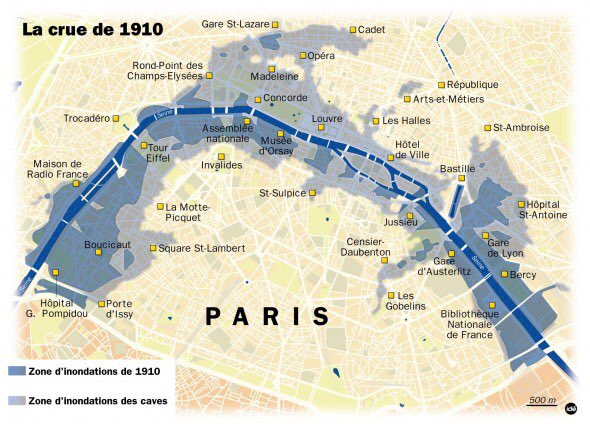 La crue de 1910
Gare St-Lazare
Cadet
Opéra
Rond-Point des
Champs-Elysées
Madeleine
République
Concorde
Arts-et-Métiers
Trocadéro
Seine
Assemblée
nationale
Louvre
Les Halles
St-Ambroise
Tour
Eiffel
Musée
d'Orsay
Invalides
Hôtel
de Ville
Maison de
Radio France
Bastille
St-Sulpice
La Motte-
Picquet
Jussieu
Hôpital
St-Antoine
Boucicaut
Square St-Lambert
Censier-
Daubenton
Gare
de Lyon
Gare
d'Austerlitz
Seine
Bercy
Seine
Hôpital
G. Pompidou
Porte
d'Issy
Les
Gobelins
PARIS
Bibliothèque
Nationale
de France
Zone d'inondations de 1910
Zone d'inondations des caves
500 m
idé